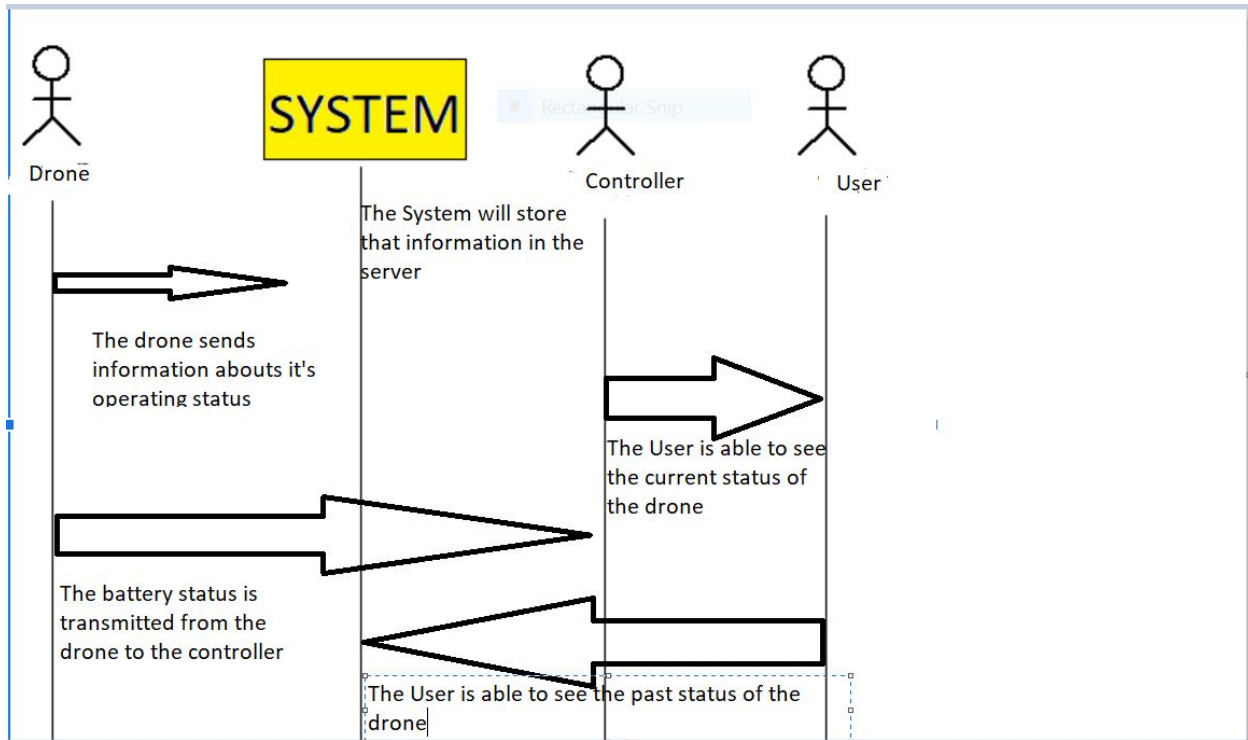 SYSTEM
Rectangular Snip
Drone
Controller
User
The System will store
that information in the
server
The drone sends
information abouts it's
operating status
The User is able to see
the current status of
the drone
The battery status is
transmitted from the
drone to the controller
The User is able to see the past status of the
drone